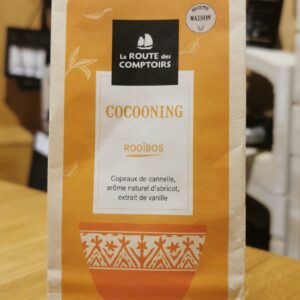 RECETTE
MAISON
La ROUTE des
COMPTOIRS
COCOONING
ROOÏBOS
Copeaux de cannelle,
arôme naturel d'abricot,
extrait de vanille